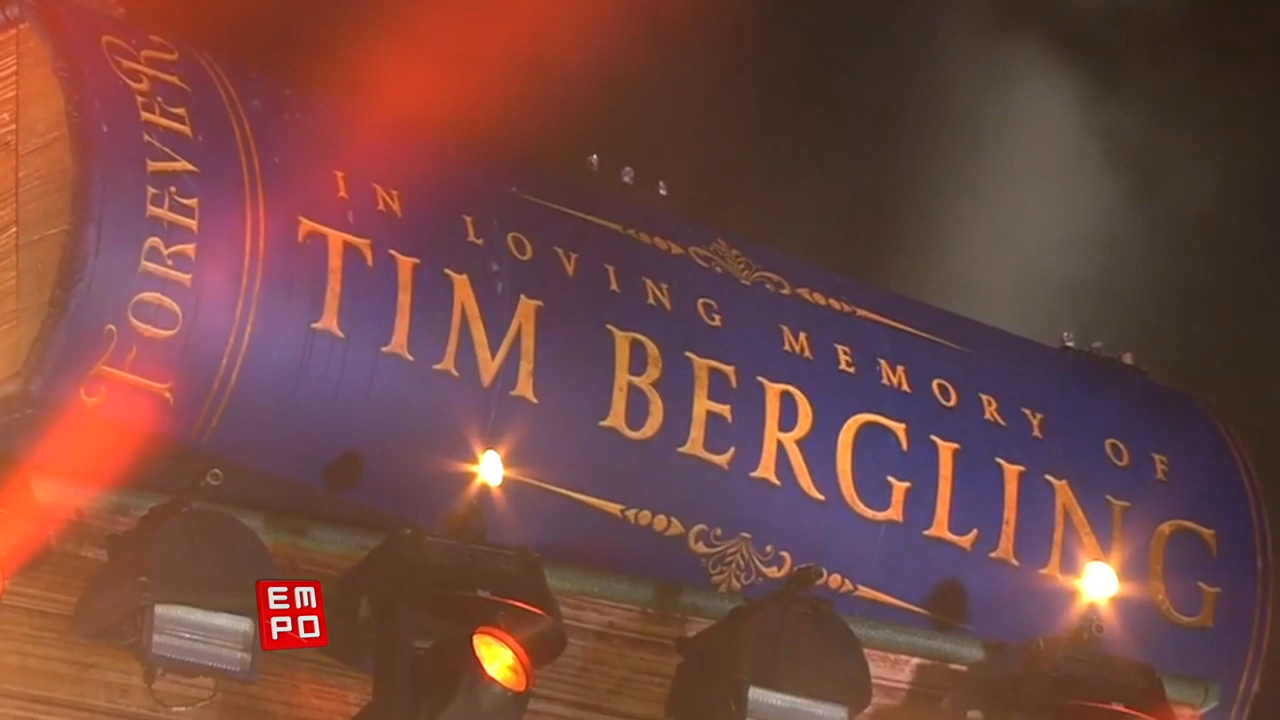 FOREVER
IN LOVING MEMORY OF
TIM BERGLING
EM
PO